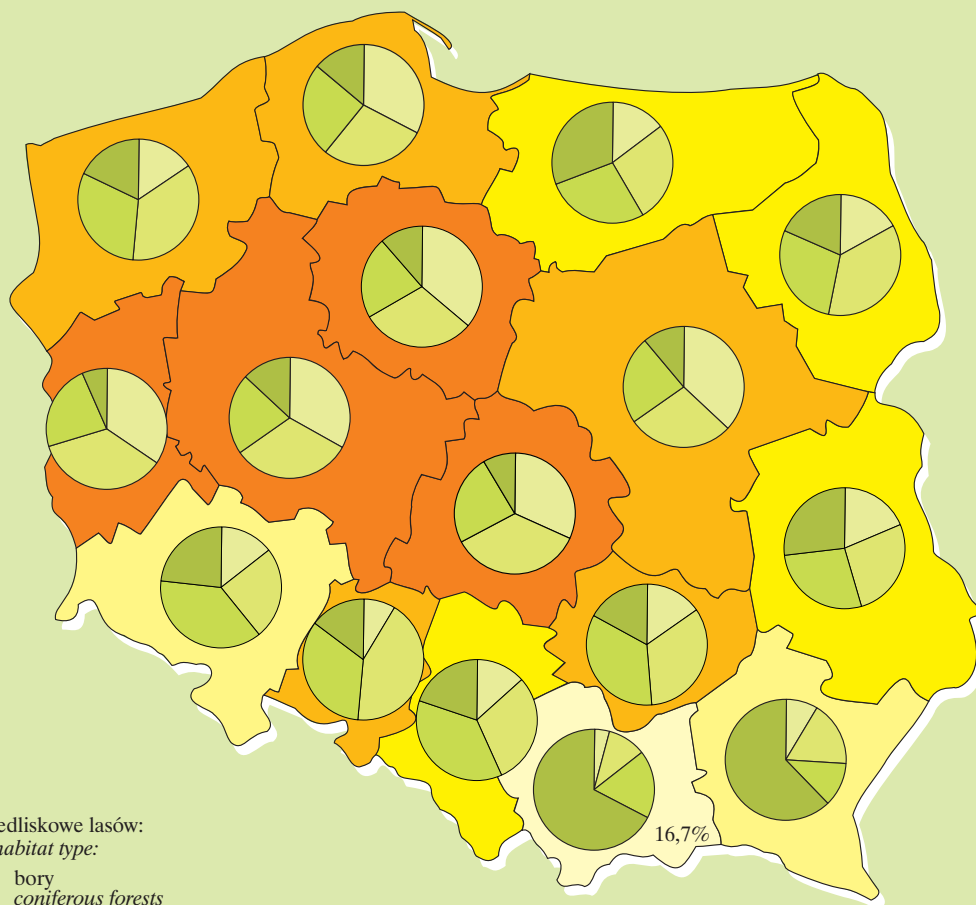 16,7%
edliskowe lasów:
habitat type:
bory
coniferous forests